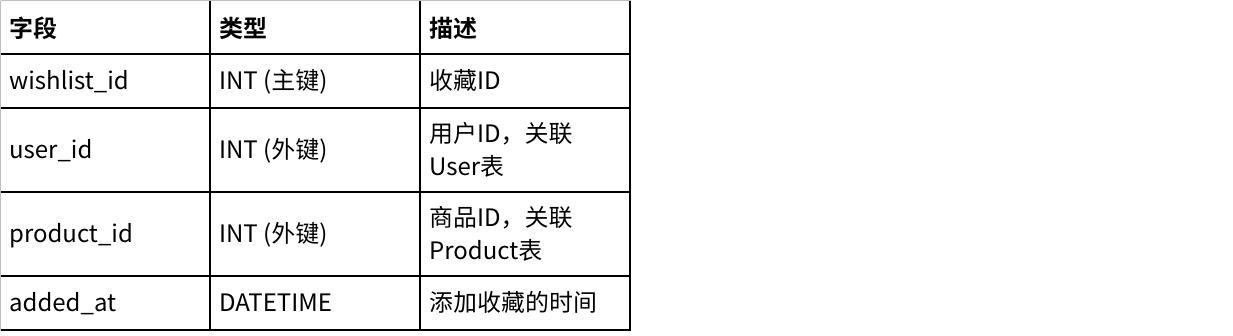 字段 类型 描述
wishlist_id INT (主键) 收藏ID
user_id INT (外键) 用户ID，关联
User表
product_id INT (外键) 商品ID，关联
Product表
added_at DATETIME 添加收藏的时间